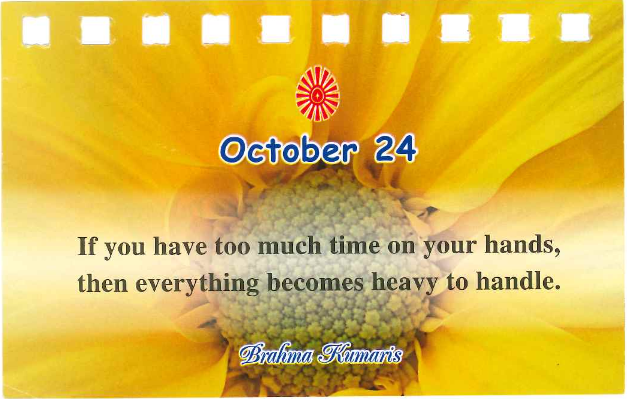 October 24
If you have too much time on your hands,
then everything becomes heavy to handle.
Brahma Kumaris